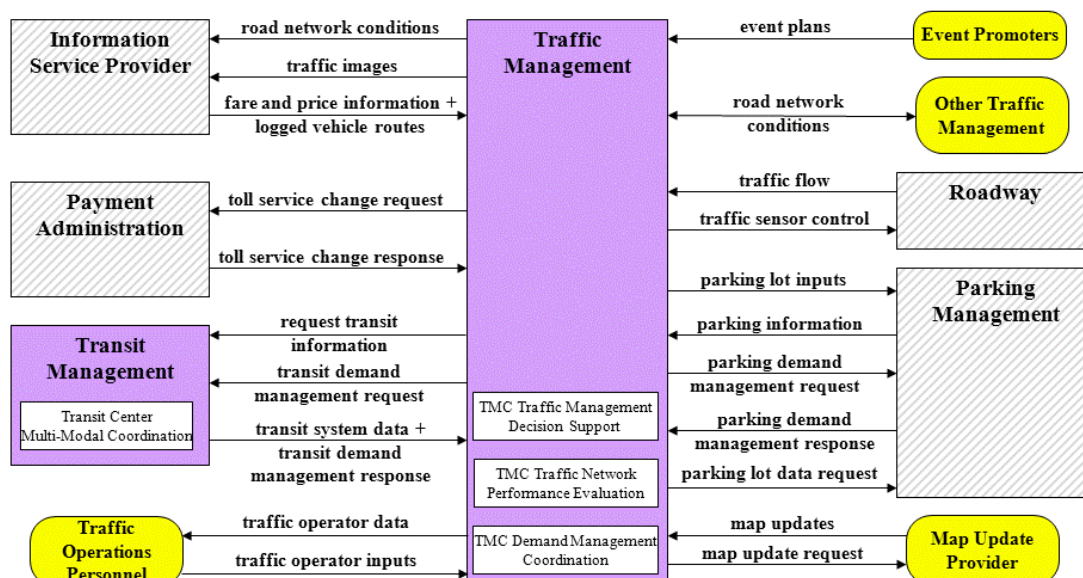 Information
Service Provider
road network conditions
traffic images
fare and price information +
logged vehicle routes
Traffic
Management
event plans
Event Promoters
road network
conditions
Other Traffic
Management
Payment
Administration
toll service change request
toll service change response
traffic flow
traffic sensor control
Roadway
parking lot inputs
parking information
parking demand
management request
parking demand
management response
parking lot data request
Parking
Management
Transit
Management
Transit Center
Multi-Modal Coordination
request transit
information
transit demand
management request
transit system data +
transit demand
management response
TMC Traffic Management
Decision Support
TMC Traffic Network
Performance Evaluation
TMC Demand Management
Coordination
Traffic
Operations
Personnel
traffic operator data
traffic operator inputs
map updates
map update request
Map Update
Provider